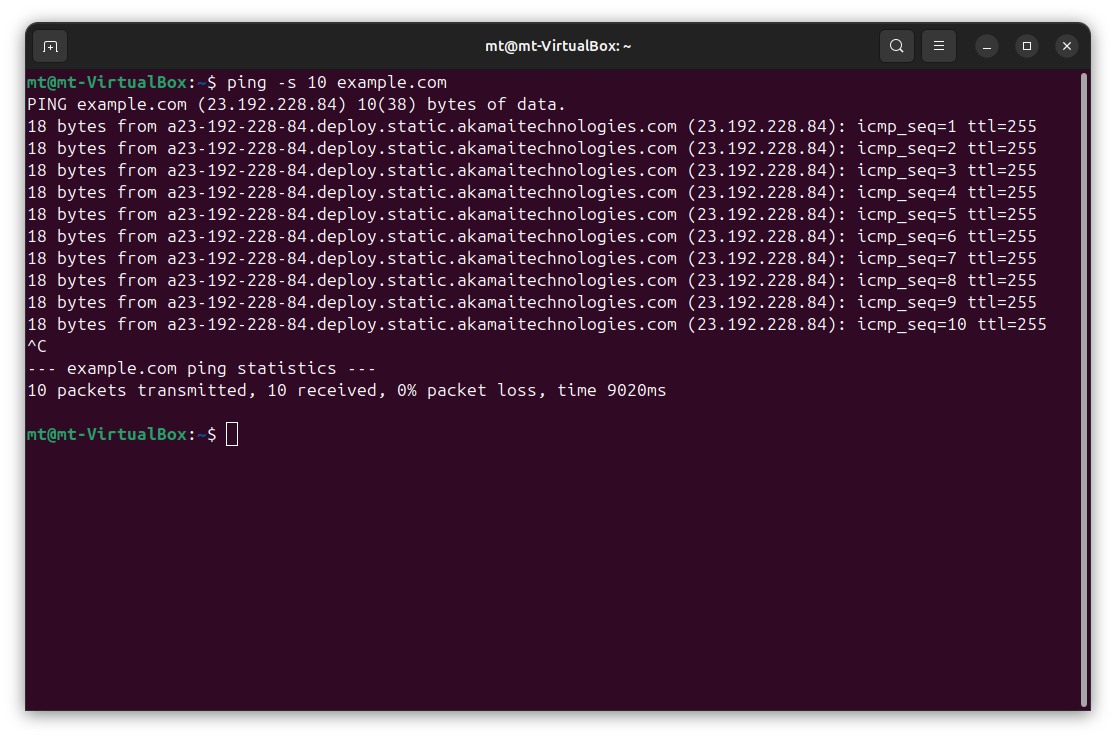 mt@mt-VirtualBox: ~
mt@mt-VirtualBox:~$ ping -s 10 example.com
PING example.com (23.192.228.84) 10(38) bytes of data.
18 bytes from a23-192-228-84.deploy.static.akamaitechnologies.com (23.192.228.84): icmp_seq=1 ttl=255
18 bytes from a23-192-228-84.deploy.static.akamaitechnologies.com (23.192.228.84): icmp_seq=2 ttl=255
18 bytes from a23-192-228-84.deploy.static.akamaitechnologies.com (23.192.228.84): icmp_seq=3 ttl=255
18 bytes from a23-192-228-84.deploy.static.akamaitechnologies.com (23.192.228.84): icmp_seq=4 ttl=255
18 bytes from a23-192-228-84.deploy.static.akamaitechnologies.com (23.192.228.84): icmp_seq=5 ttl=255
18 bytes from a23-192-228-84.deploy.static.akamaitechnologies.com (23.192.228.84): icmp_seq=6 ttl=255
18 bytes from a23-192-228-84.deploy.static.akamaitechnologies.com (23.192.228.84): icmp_seq=7 ttl=255
18 bytes from a23-192-228-84.deploy.static.akamaitechnologies.com (23.192.228.84): icmp_seq=8 ttl=255
18 bytes from a23-192-228-84.deploy.static.akamaitechnologies.com (23.192.228.84): icmp_seq=9 ttl=255
18 bytes from a23-192-228-84.deploy.static.akamaitechnologies.com (23.192.228.84): icmp_seq=10 ttl=255
^C
--- example.com ping statistics ---
10 packets transmitted, 10 received, 0% packet loss, time 9020ms
mt@mt-VirtualBox:~$